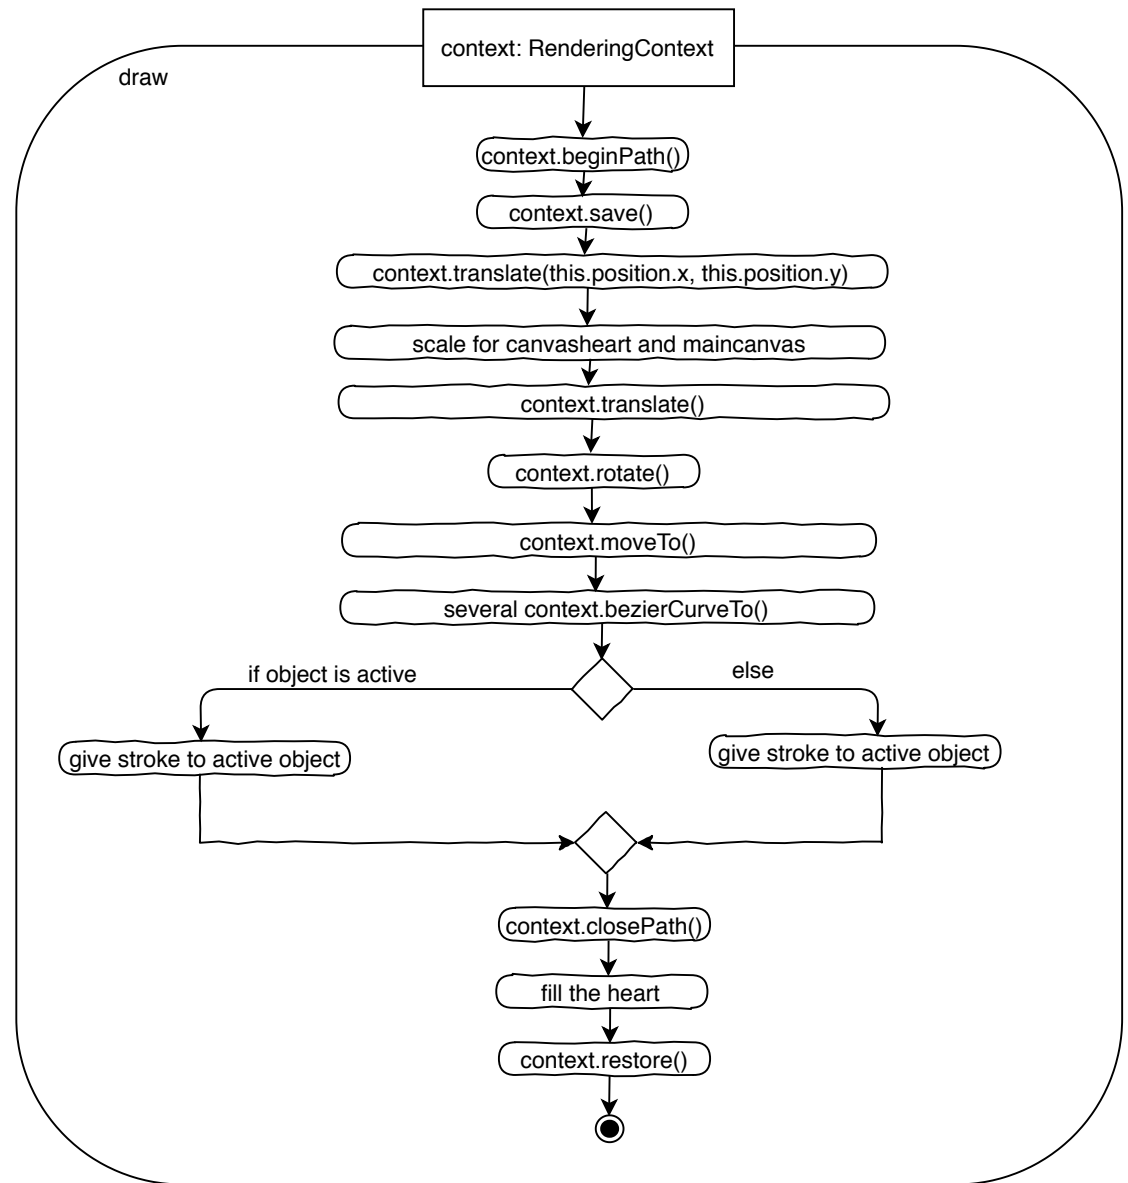 context: RenderingContext
draw
context.beginPath()
context.save()
context.translate(this.position.x, this.position.y)
scale for canvasheart and maincanvas
context.translate()
context.rotate()
context.moveTo()
several context.bezierCurveTo()
if object is active
else
give stroke to active object
give stroke to active object
context.closePath()
fill the heart
context.restore()